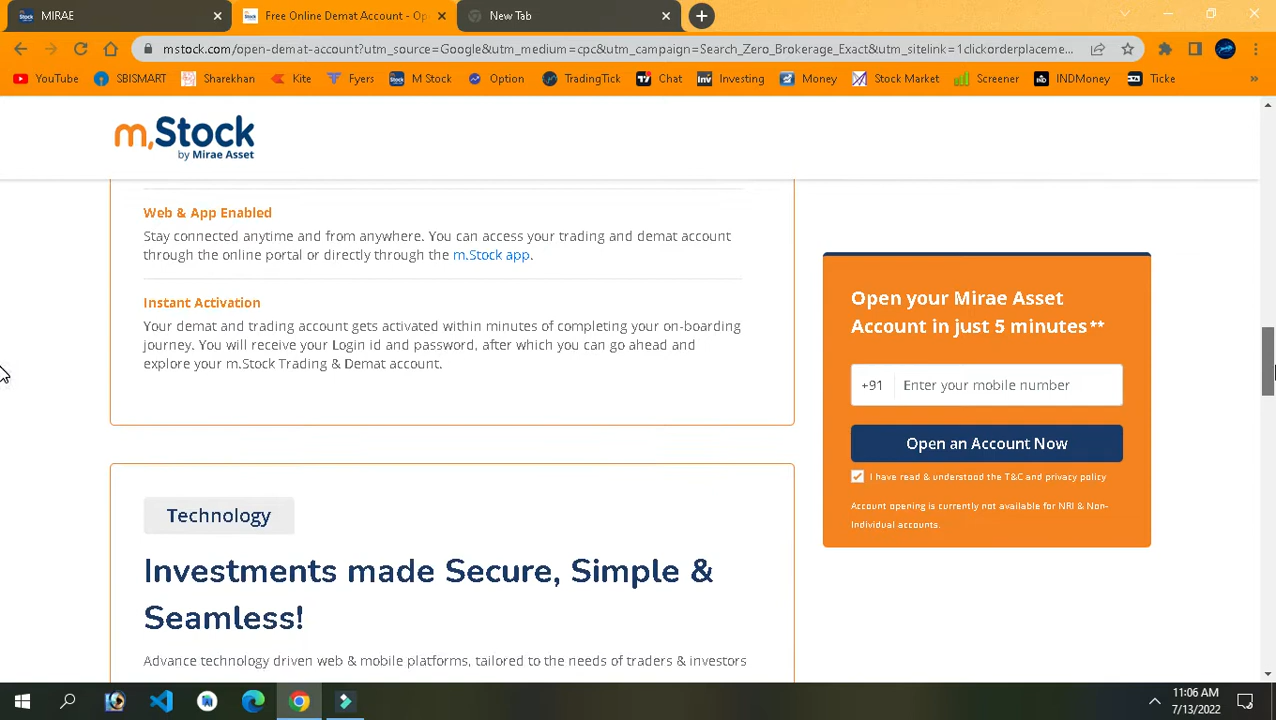 MIRAE
Free Online Demat Account - Op
New Tab
mstock.com/open-demat-account?utm_source=Google&utm_medium=cpc&utm_campaign=Search_Zero_Brokerage_Exact&utm_sitelink=1clickorderplaceme...
YouTube SBISMART Sharekhan Kite Fyers M Stock Option TradingTick Chat Investing Money Stock Market Screener INDMoney Ticke »
m.Stock
by Mirae Asset
Web & App Enabled
Stay connected anytime and from anywhere. You can access your trading and demat account
through the online portal or directly through the m.Stock app.
Instant Activation
Your demat and trading account gets activated within minutes of completing your on-boarding
journey. You will receive your Login id and password, after which you can go ahead and
explore your m.Stock Trading & Demat account.
Technology
Investments made Secure, Simple &
Seamless!
Advance technology driven web & mobile platforms, tailored to the needs of traders & investors
Open your Mirae Asset
Account in just 5 minutes**
+91 Enter your mobile number
Open an Account Now
I have read & understood the T&C and privacy policy
Account opening is currently not available for NRI & Non-
Individual accounts.
11:06 AM
7/13/2022